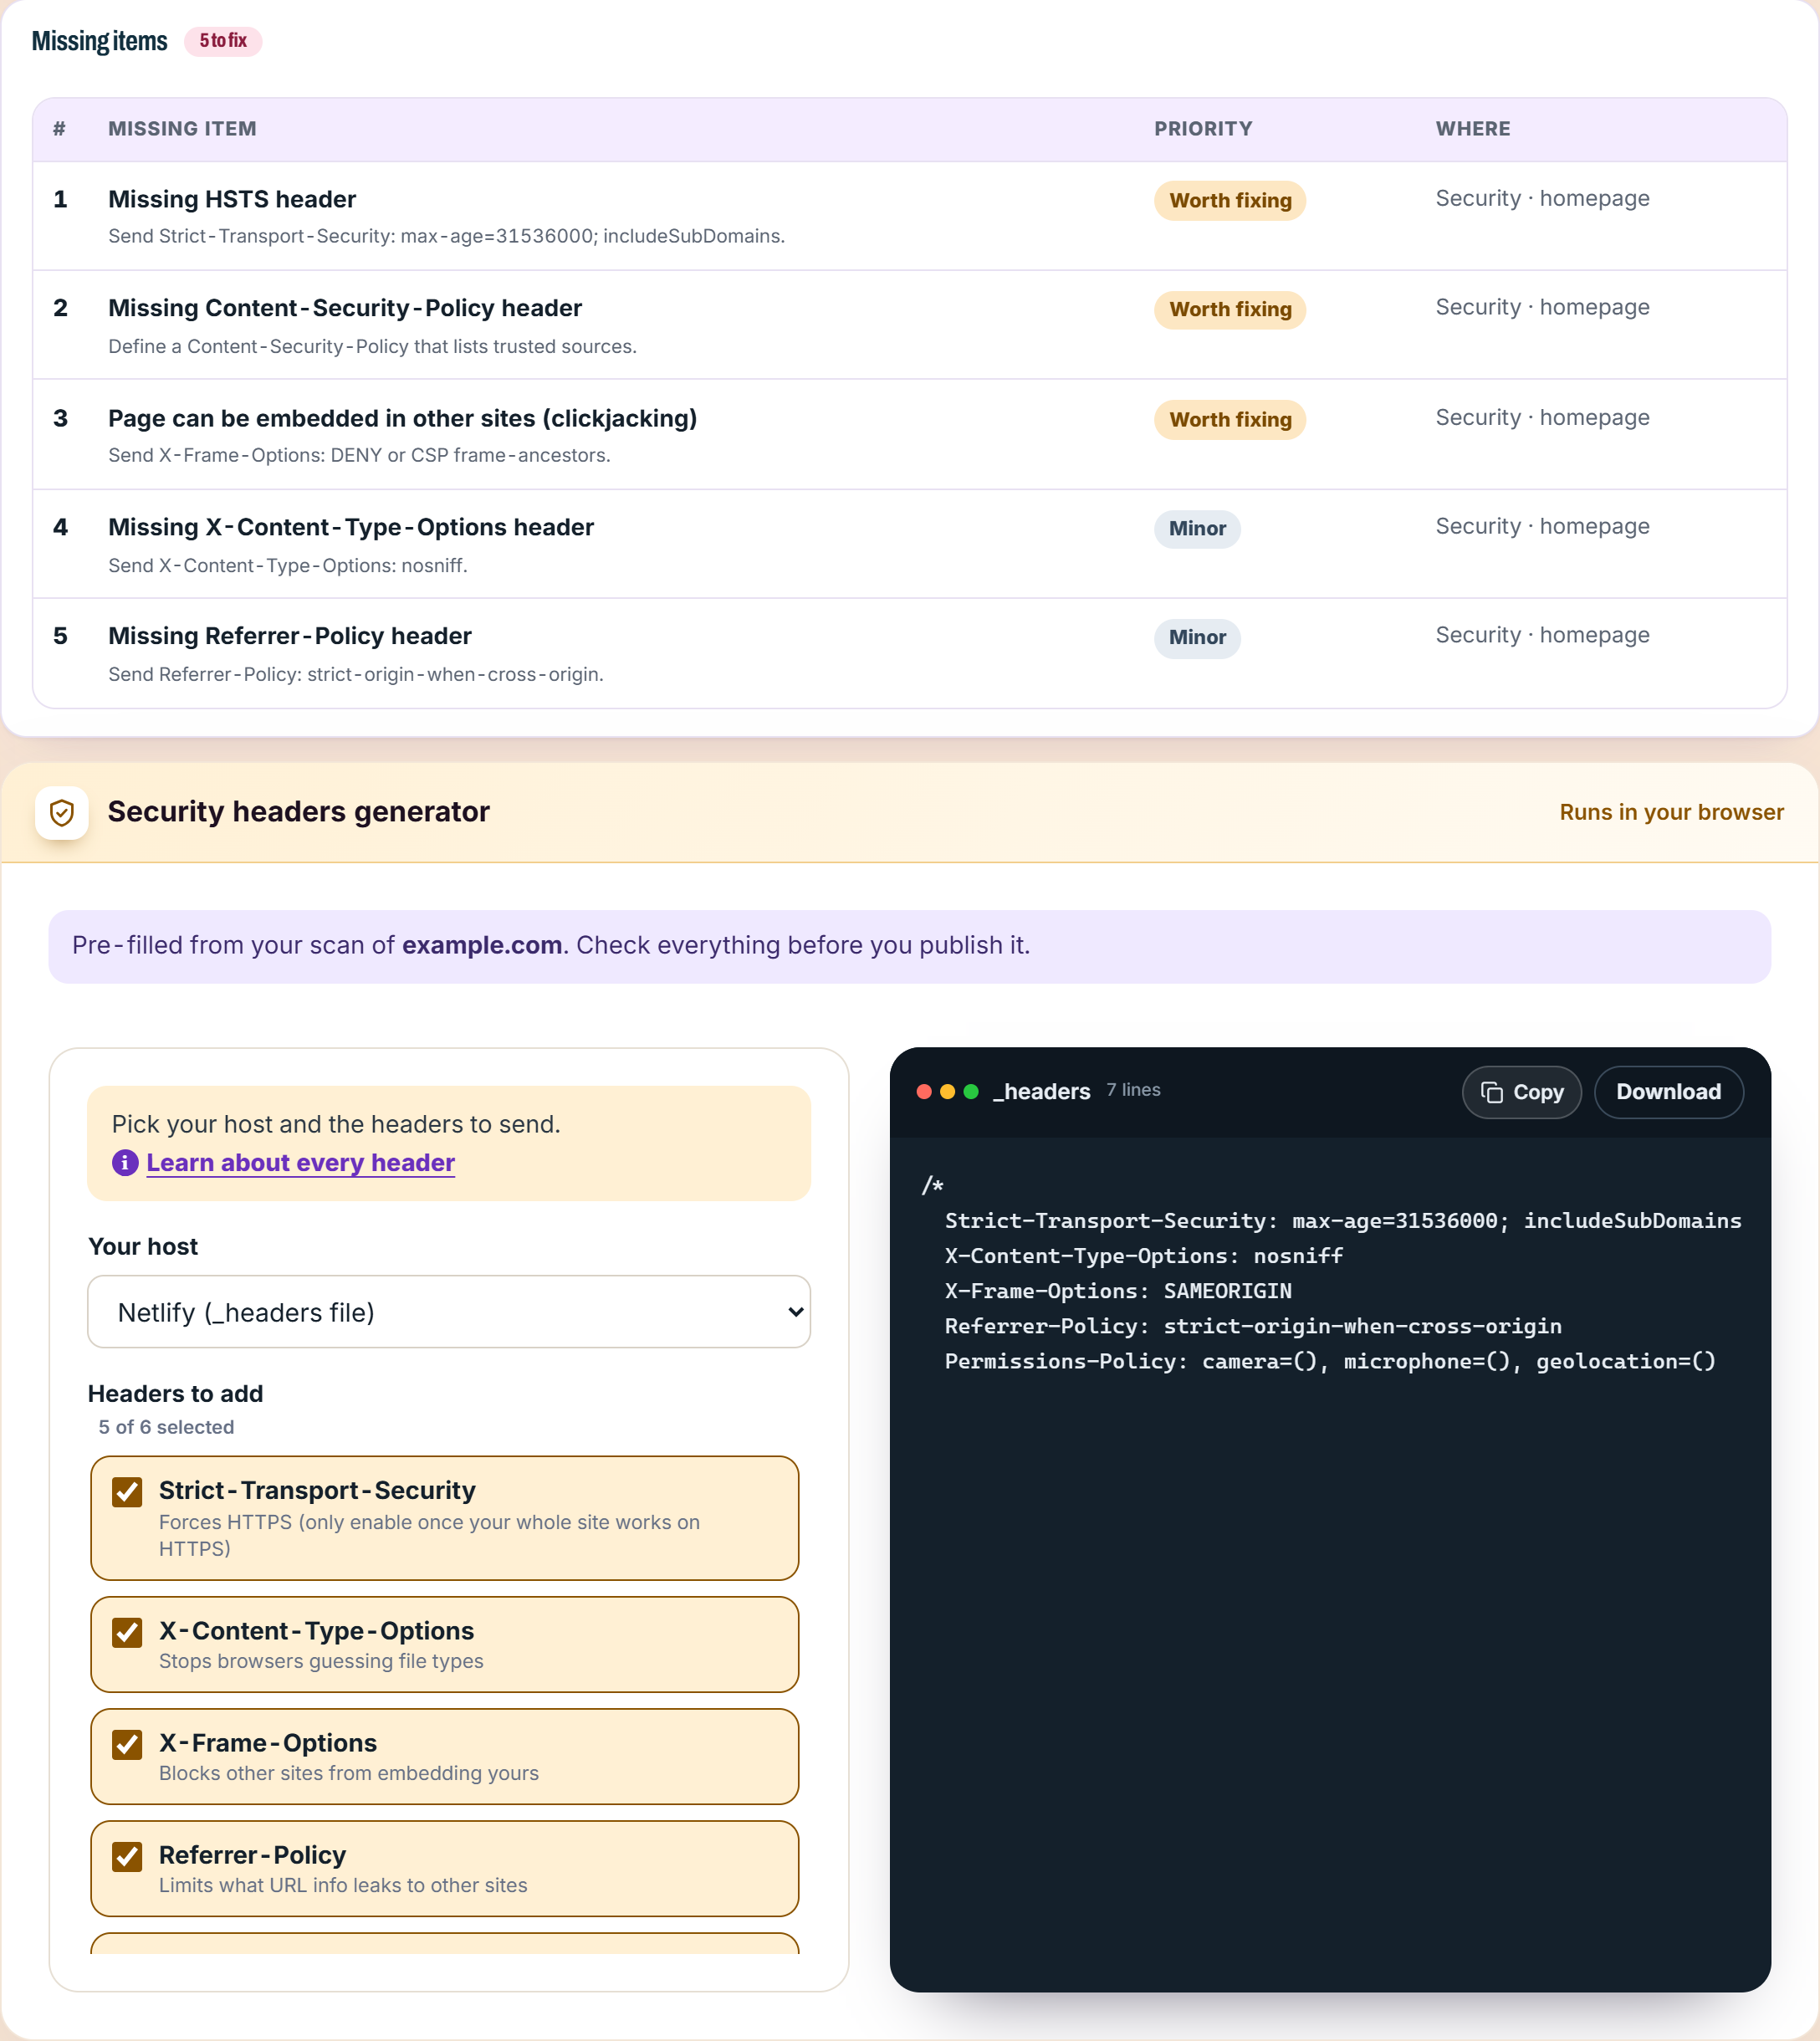 Missing items 5 to fix
# MISSING ITEM PRIORITY WHERE
1 Missing HSTS header Worth fixing Security · homepage
Send Strict-Transport-Security: max-age=31536000; includeSubDomains.
2 Missing Content-Security-Policy header Worth fixing Security · homepage
Define a Content-Security-Policy that lists trusted sources.
3 Page can be embedded in other sites (clickjacking) Worth fixing Security · homepage
Send X-Frame-Options: DENY or CSP frame-ancestors.
4 Missing X-Content-Type-Options header Minor Security · homepage
Send X-Content-Type-Options: nosniff.
5 Missing Referrer-Policy header Minor Security · homepage
Send Referrer-Policy: strict-origin-when-cross-origin.
Security headers generator Runs in your browser
Pre-filled from your scan of example.com. Check everything before you publish it.
Pick your host and the headers to send.
Learn about every header
Your host
Netlify (_headers file)
Headers to add
5 of 6 selected
Strict-Transport-Security
Forces HTTPS (only enable once your whole site works on
HTTPS)
X-Content-Type-Options
Stops browsers guessing file types
X-Frame-Options
Blocks other sites from embedding yours
Referrer-Policy
Limits what URL info leaks to other sites
_headers 7 lines Copy Download
/*
Strict-Transport-Security: max-age=31536000; includeSubDomains
X-Content-Type-Options: nosniff
X-Frame-Options: SAMEORIGIN
Referrer-Policy: strict-origin-when-cross-origin
Permissions-Policy: camera=(), microphone=(), geolocation=()